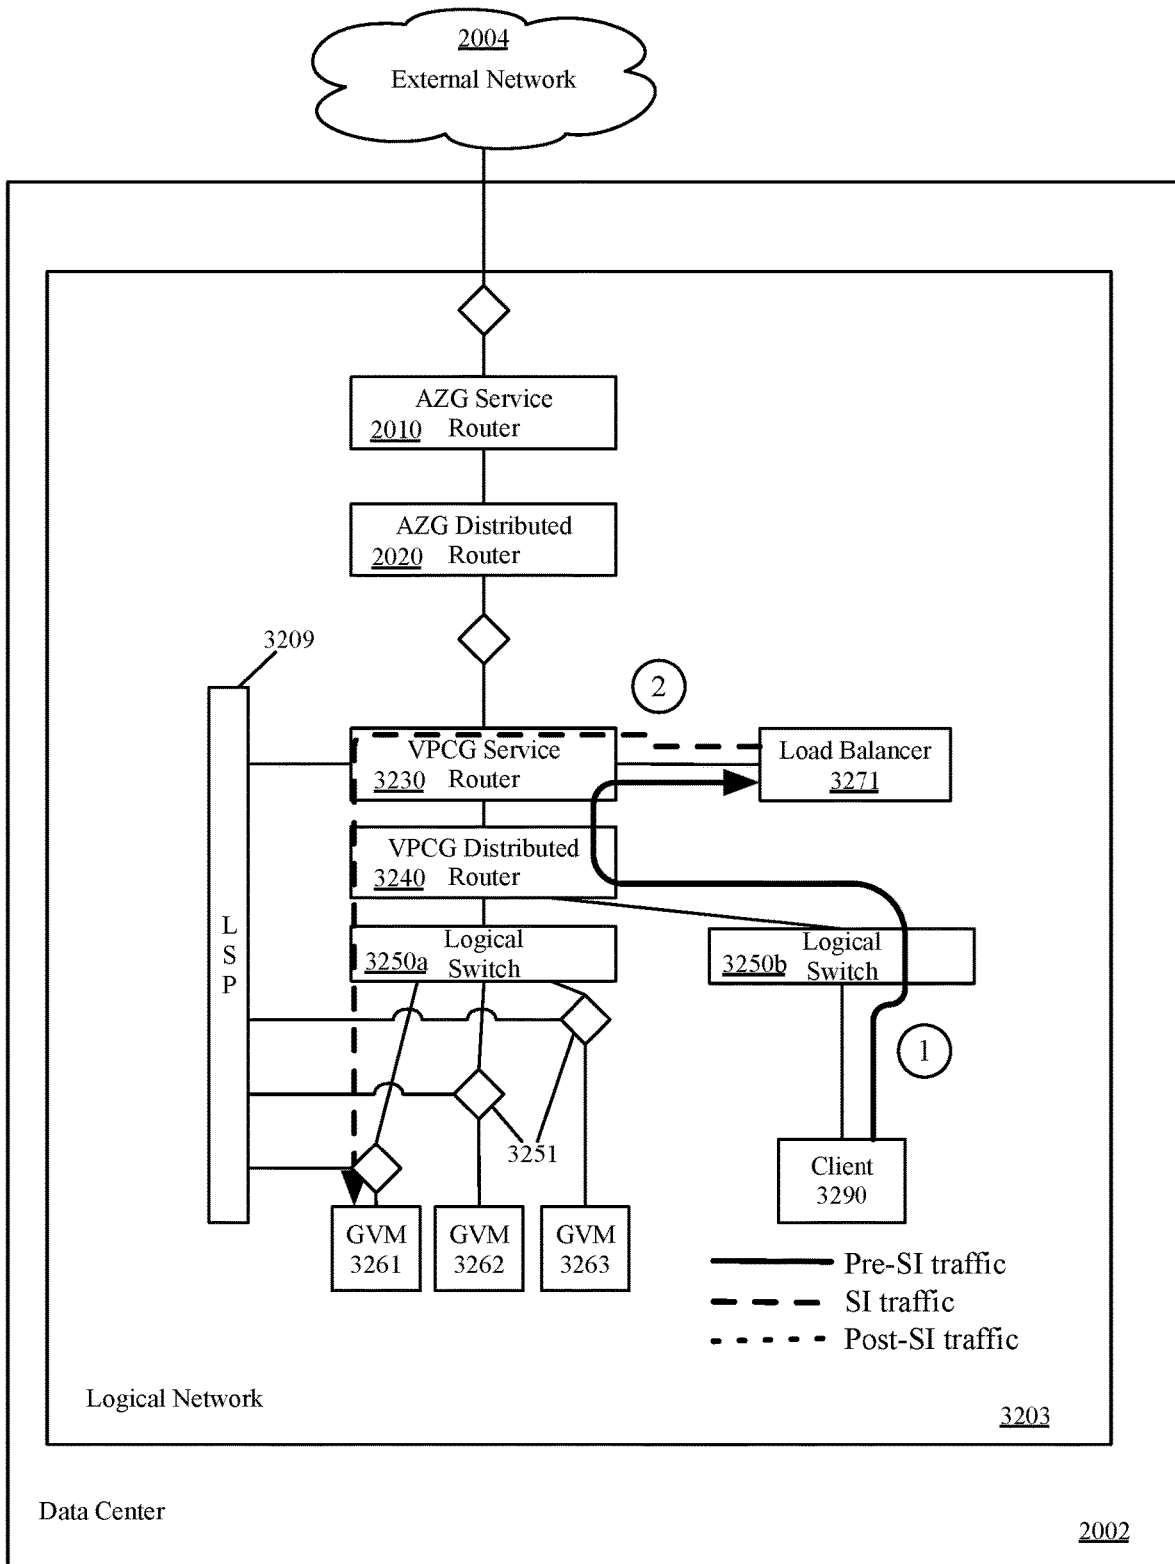 2004
External Network
AZG Service
2010 Router
AZG Distributed
2020 Router
3209
2
VPCG Service
3230 Router
Load Balancer
3271
VPCG Distributed
3240 Router
L
S
P
Logical
3250a Switch
Logical
3250b Switch
1
3251
Client
3290
GVM
3261
GVM
3262
GVM
3263
Pre-SI traffic
SI traffic
Post-SI traffic
Logical Network
3203
Data Center
2002